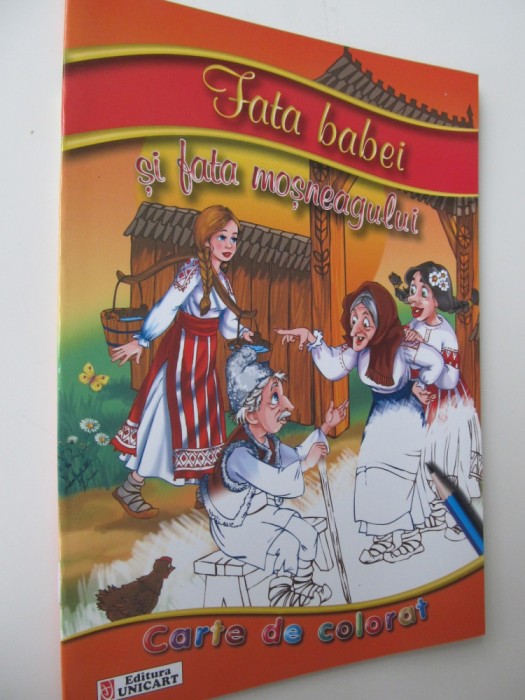 Fata babei
și fata moșneagului
Carte de colorat
Editura
UNICART